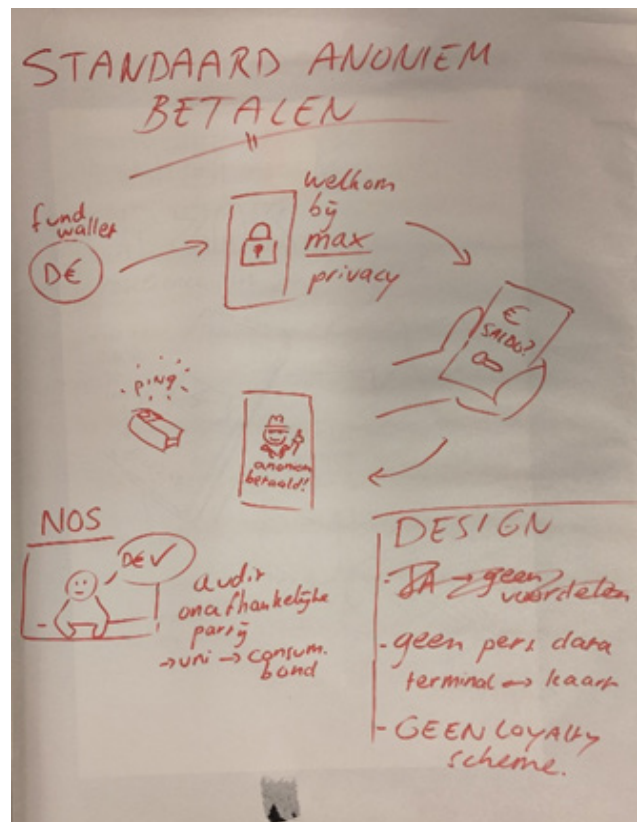 STANDAARD ANONIEM
BETALEN
fund
wallet
D€
welkom
bij
max
privacy
€
SALDO?
PING
anoniem
betaald!
NOS
D€ ✓
audit
onafhankelijke
partij
→ uni → consum.
bond
DESIGN
- JA → geen
voordelen
- geen pers data
terminal ↔ kaart
- GEEN LOYALTY
scheme.